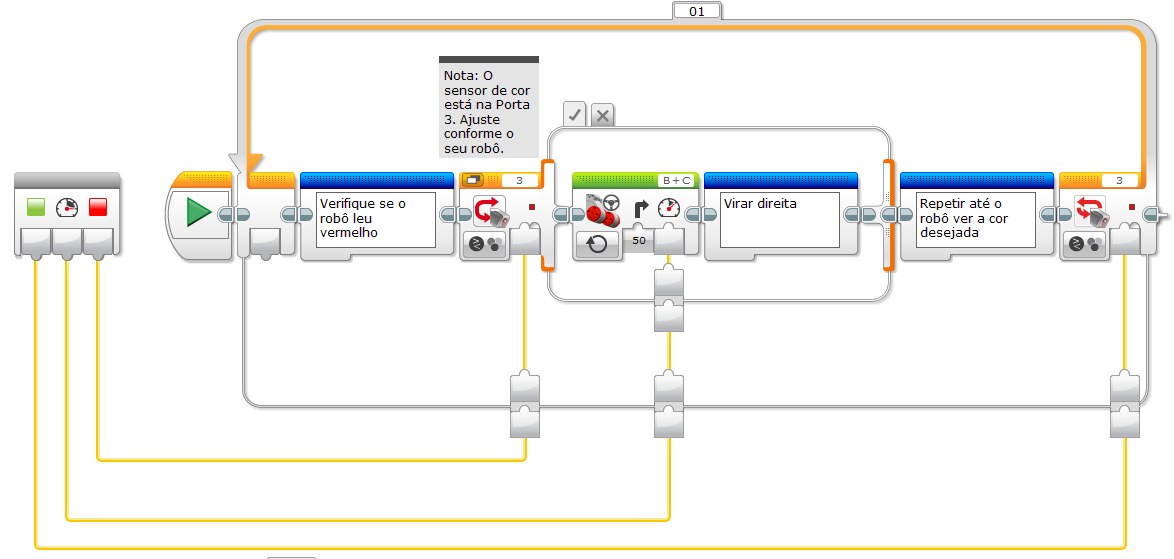 01
Nota: O
sensor de cor
está na Porta
3. Ajuste
conforme o
seu robô.
Verifique se o
robô leu
vermelho
3
B+C
50
Virar direita
Repetir até o
robô ver a cor
desejada
3